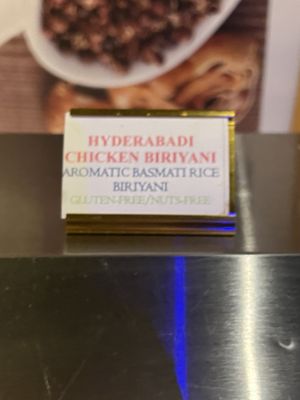 HYDERABADI
CHICKEN BIRIYANI
AROMATIC BASMATI RICE
BIRIYANI
GLUTEN-FREE/NUTS-FREE